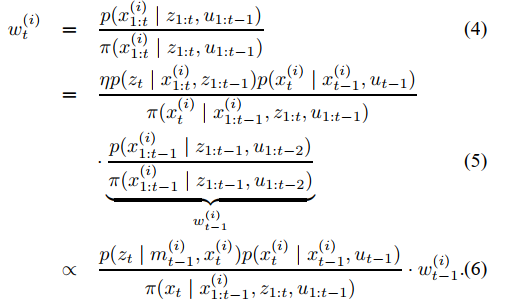 w_t^{(i)} = \frac{p(x_{1:t}^{(i)} \mid z_{1:t}, u_{1:t-1})}{\pi(x_{1:t}^{(i)} \mid z_{1:t}, u_{1:t-1})} (4)
= \frac{\eta p(z_t \mid x_{1:t}^{(i)}, z_{1:t-1}) p(x_t^{(i)} \mid x_{t-1}^{(i)}, u_{t-1})}{\pi(x_t^{(i)} \mid x_{1:t-1}^{(i)}, z_{1:t}, u_{1:t-1})}
\cdot \underbrace{\frac{p(x_{1:t-1}^{(i)} \mid z_{1:t-1}, u_{1:t-2})}{\pi(x_{1:t-1}^{(i)} \mid z_{1:t-1}, u_{1:t-2})}}_{w_{t-1}^{(i)}} (5)
\propto \frac{p(z_t \mid m_{t-1}^{(i)}, x_t^{(i)}) p(x_t^{(i)} \mid x_{t-1}^{(i)}, u_{t-1})}{\pi(x_t \mid x_{1:t-1}^{(i)}, z_{1:t}, u_{1:t-1})} \cdot w_{t-1}^{(i)}. (6)